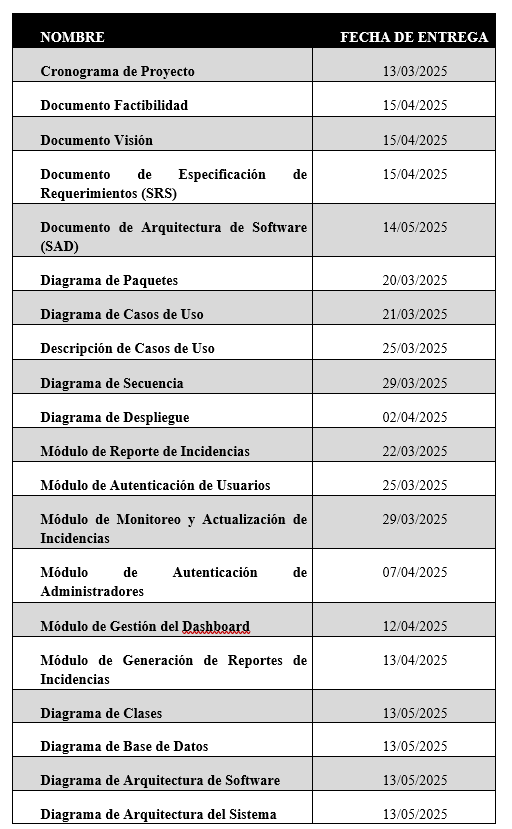 NOMBRE FECHA DE ENTREGA
Cronograma de Proyecto 13/03/2025
Documento Factibilidad 15/04/2025
Documento Visión 15/04/2025
Documento de Especificación de 15/04/2025
Requerimientos (SRS)
Documento de Arquitectura de Software 14/05/2025
(SAD)
Diagrama de Paquetes 20/03/2025
Diagrama de Casos de Uso 21/03/2025
Descripción de Casos de Uso 25/03/2025
Diagrama de Secuencia 29/03/2025
Diagrama de Despliegue 02/04/2025
Módulo de Reporte de Incidencias 22/03/2025
Módulo de Autenticación de Usuarios 25/03/2025
Módulo de Monitoreo y Actualización de 29/03/2025
Incidencias
Módulo de Autenticación de 07/04/2025
Administradores
Módulo de Gestión del Dashboard 12/04/2025
Módulo de Generación de Reportes de 13/04/2025
Incidencias
Diagrama de Clases 13/05/2025
Diagrama de Base de Datos 13/05/2025
Diagrama de Arquitectura de Software 13/05/2025
Diagrama de Arquitectura del Sistema 13/05/2025